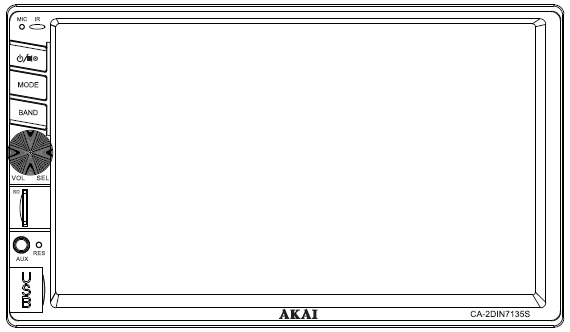 MIC IR
MODE
BAND
VOL SEL
SD
AUX RES
USB
AKAI CA-2DIN7135S